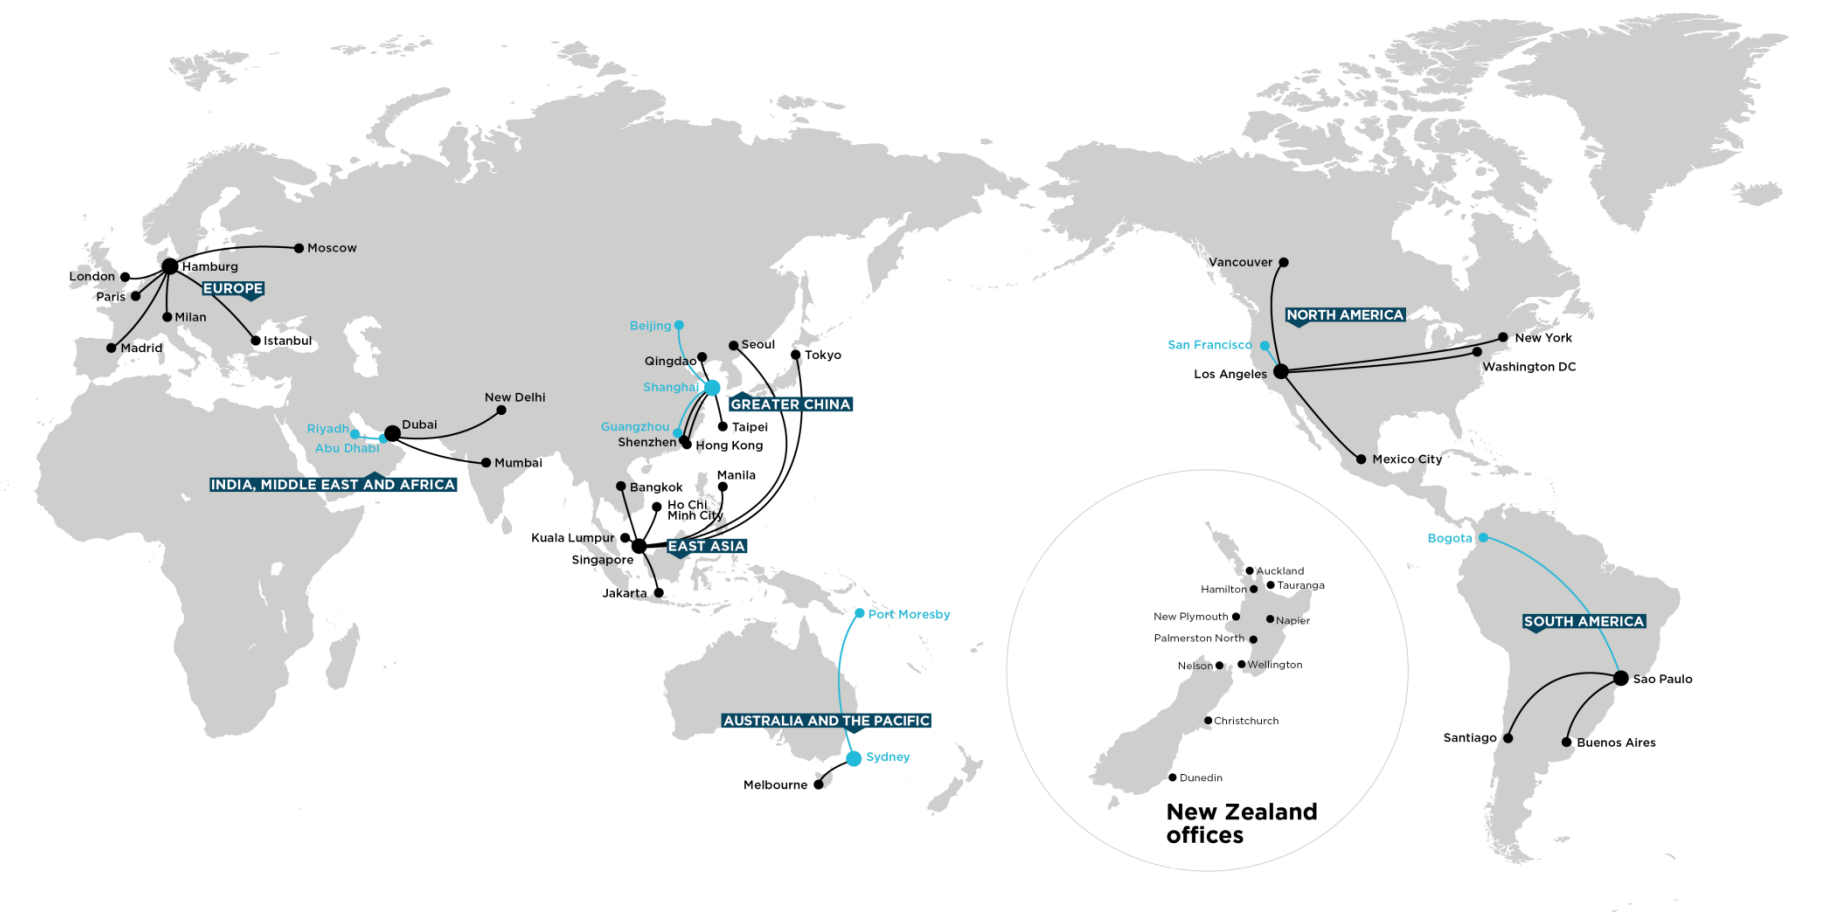 Moscow
Hamburg
London
EUROPE
Paris
Milan
Istanbul
Madrid
New Delhi
Riyadh
Dubai
Abu Dhabi
Mumbai
INDIA, MIDDLE EAST AND AFRICA
Beijing
Seoul
Qingdao
Tokyo
Shanghai
GREATER CHINA
Guangzhou
Taipei
Shenzhen
Hong Kong
Manila
Bangkok
Ho Chi
Minh City
Kuala Lumpur
EAST ASIA
Singapore
Jakarta
Port Moresby
AUSTRALIA AND THE PACIFIC
Sydney
Melbourne
Vancouver
NORTH AMERICA
San Francisco
New York
Washington DC
Los Angeles
Mexico City
Bogota
SOUTH AMERICA
Sao Paulo
Santiago
Buenos Aires
Auckland
Tauranga
Hamilton
New Plymouth
Napier
Palmerston North
Nelson
Wellington
Christchurch
Dunedin
New Zealand
offices